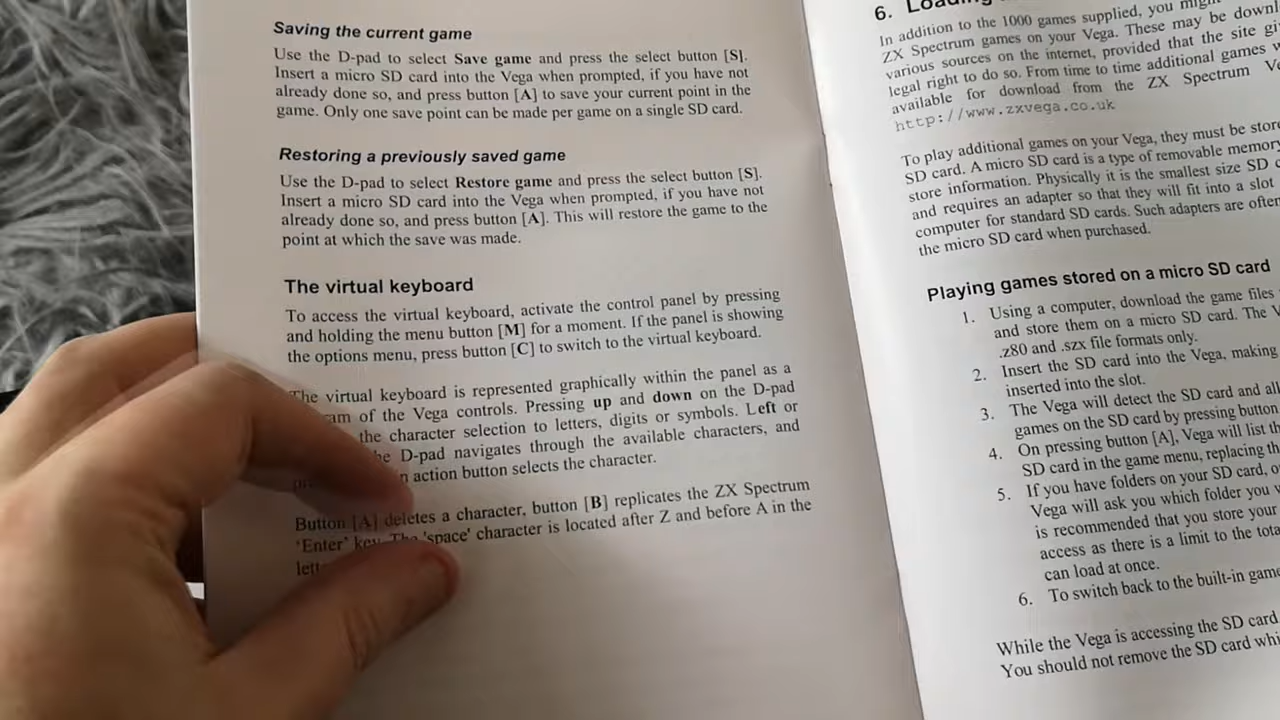 Saving the current game
Use the D-pad to select Save game and press the select button [S].
Insert a micro SD card into the Vega when prompted, if you have not
already done so, and press button [A] to save your current point in the
game. Only one save point can be made per game on a single SD card.
Restoring a previously saved game
Use the D-pad to select Restore game and press the select button [S].
Insert a micro SD card into the Vega when prompted, if you have not
already done so, and press button [A]. This will restore the game to the
point at which the save was made.
The virtual keyboard
To access the virtual keyboard, activate the control panel by pressing
and holding the menu button [M] for a moment. If the panel is showing
the options menu, press button [C] to switch to the virtual keyboard.
The virtual keyboard is represented graphically within the panel as a
of the Vega controls. Pressing up and down on the D-pad
the character selection to letters, digits or symbols. Left or
D-pad navigates through the available characters, and
action button selects the character.
Button [A] deletes a character, button [B] replicates the ZX Spectrum
‘Enter’ key. The 'space' character is located after Z and before A in the
6. Loading
In addition to the 1000 games supplied, you might
ZX Spectrum games on your Vega. These may be
various sources on the internet, provided that the site
legal right to do so. From time to time additional games
available for download from the ZX Spectrum
http://www.zxvega.co.uk
To play additional games on your Vega, they must be
SD card. A micro SD card is a type of removable memory
store information. Physically it is the smallest size SD
and requires an adapter so that they will fit into a slot
computer for standard SD cards. Such adapters are often
the micro SD card when purchased.
Playing games stored on a micro SD card
1. Using a computer, download the game files
and store them on a micro SD card. The
.z80 and .szx file formats only.
2. Insert the SD card into the Vega, making
inserted into the slot.
3. The Vega will detect the SD card and
games on the SD card by pressing button
4. On pressing button [A], Vega will list
SD card in the game menu, replacing
5. If you have folders on your SD card,
Vega will ask you which folder you
is recommended that you store your
access as there is a limit to the
can load at once.
6. To switch back to the built-in
While the Vega is accessing the SD card
You should not remove the SD card